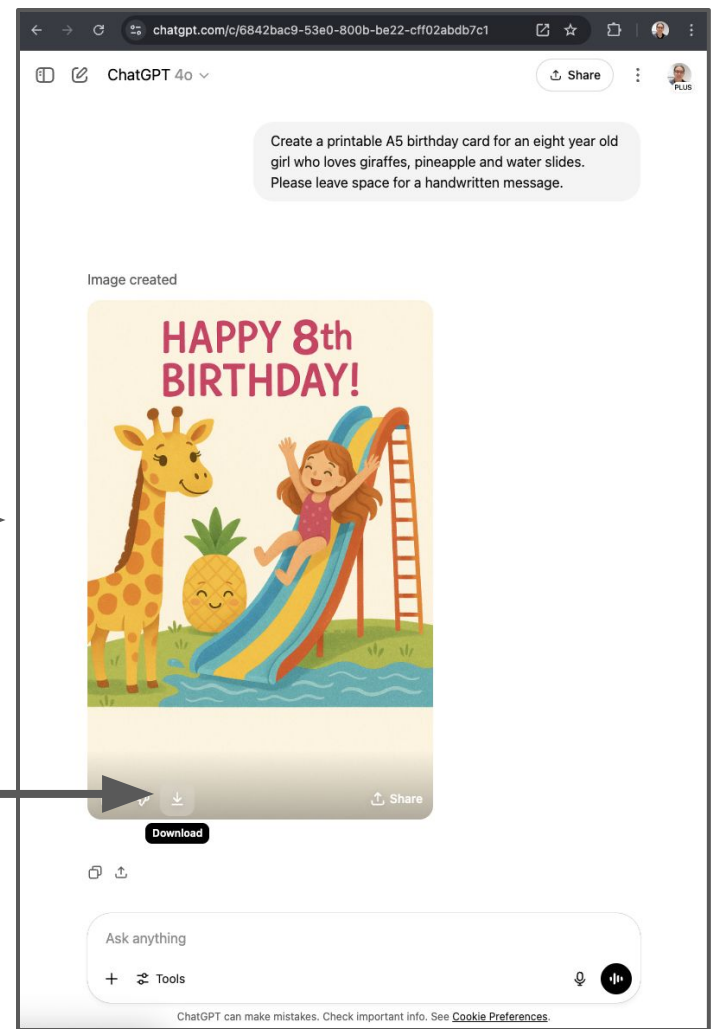 chatgpt.com/c/6842bac9-53e0-800b-be22-cff02abdb7c1
ChatGPT 4o
Share
PLUS
Create a printable A5 birthday card for an eight year old
girl who loves giraffes, pineapple and water slides.
Please leave space for a handwritten message.
Image created
HAPPY 8th
BIRTHDAY!
Share
Download
Ask anything
Tools
ChatGPT can make mistakes. Check important info. See Cookie Preferences.